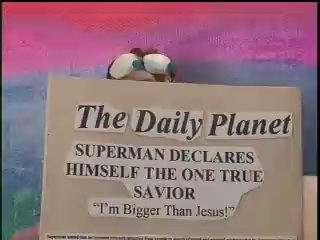 The Daily Planet
SUPERMAN DECLARES
HIMSELF THE ONE TRUE
SAVIOR
"I'm Bigger Than Jesus!"